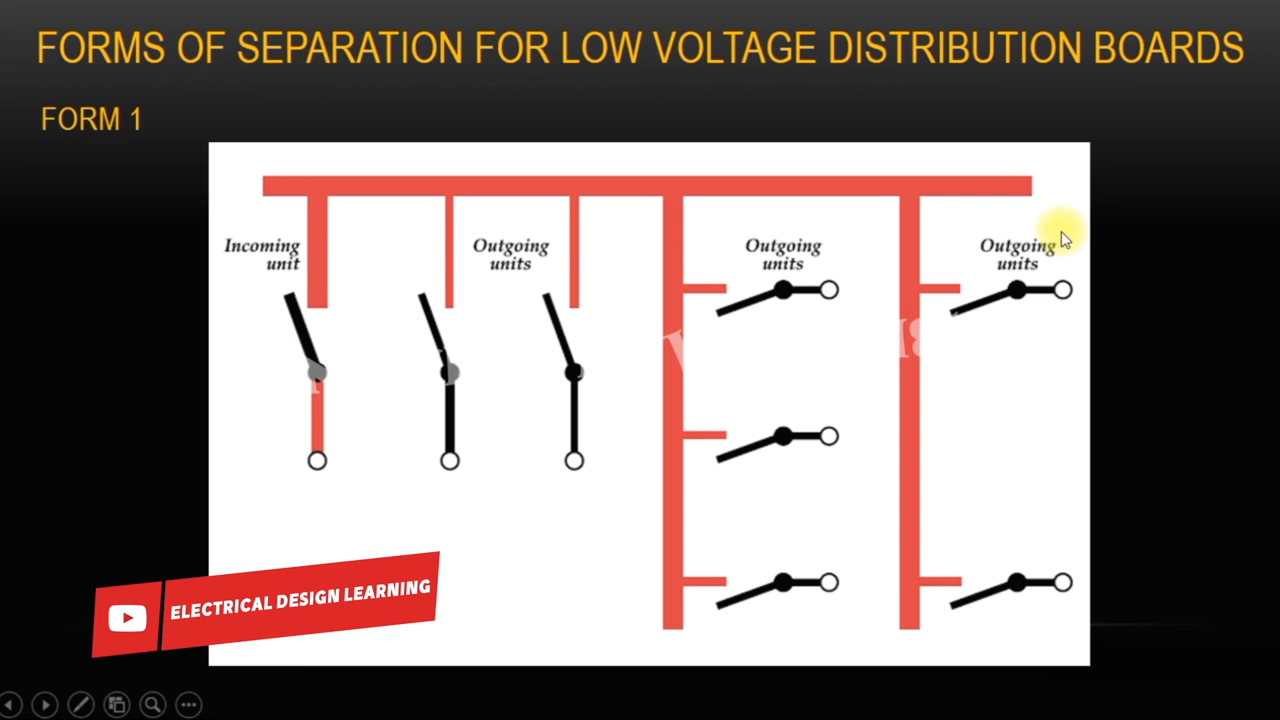 FORMS OF SEPARATION FOR LOW VOLTAGE DISTRIBUTION BOARDS
FORM 1
Incoming
unit
Outgoing
units
Outgoing
units
Outgoing
units
ELECTRICAL DESIGN LEARNING